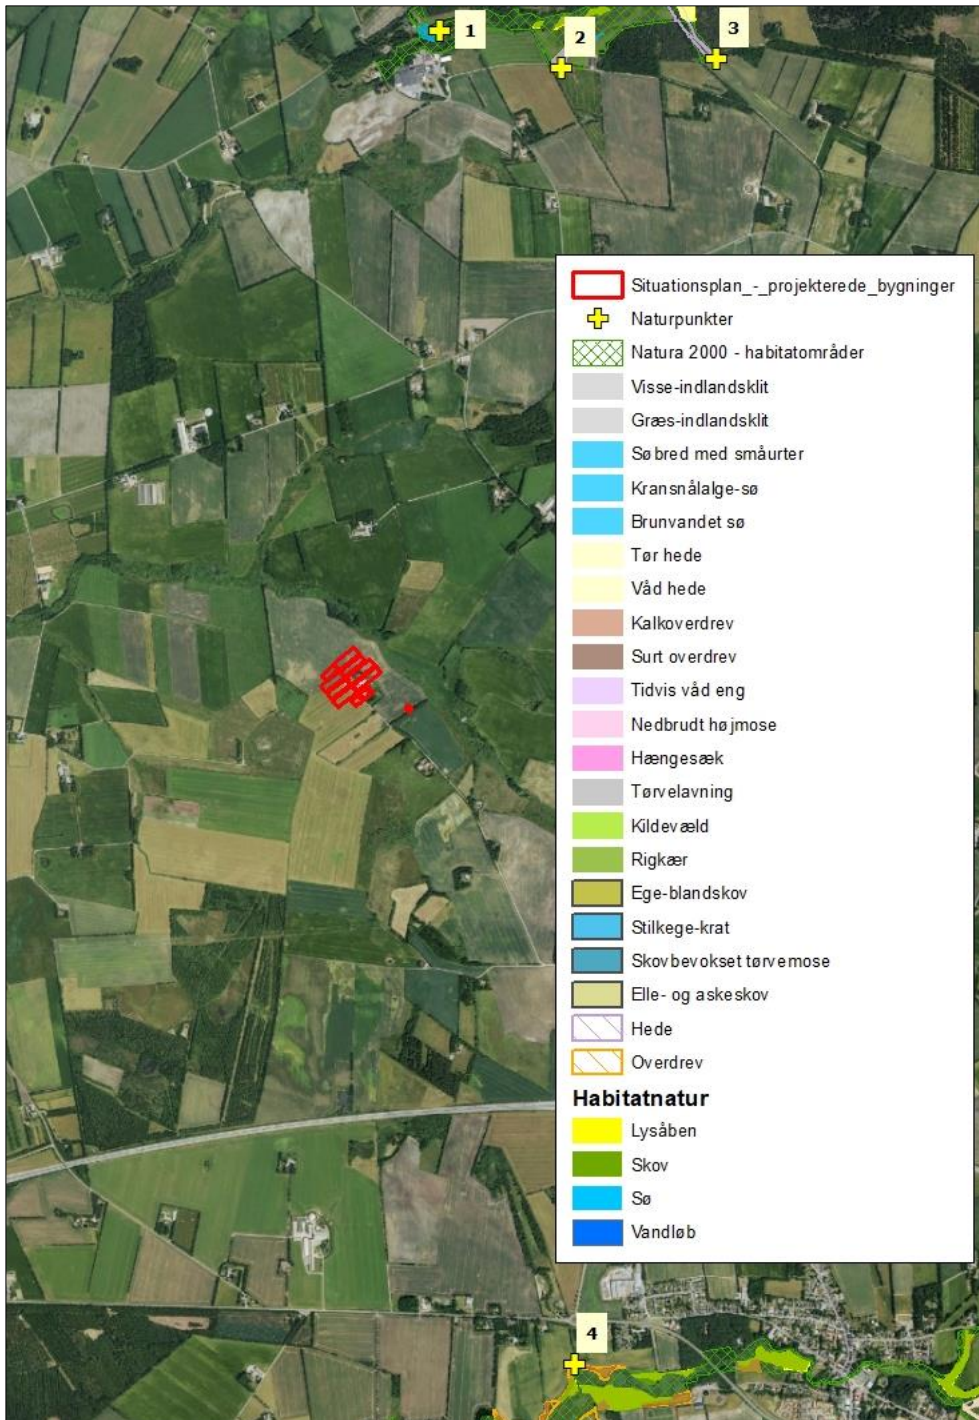 1
2
3
Situationsplan_-_projekterede_bygninger
Naturpunkter
Natura 2000 - habitatområder
Visse-indlandsklit
Græs-indlandsklit
Søbred med småurter
Kransnålalge-sø
Brunvandet sø
Tør hede
Våd hede
Kalkoverdrev
Surt overdrev
Tidvis våd eng
Nedbrudt højmose
Hængesæk
Tørvelavning
Kildevæld
Rigkær
Ege-blandskov
Stilkege-krat
Skovbevokset tørvemose
Elle- og askeskov
Hede
Overdrev
Habitatnatur
Lysåben
Skov
Sø
Vandløb
4